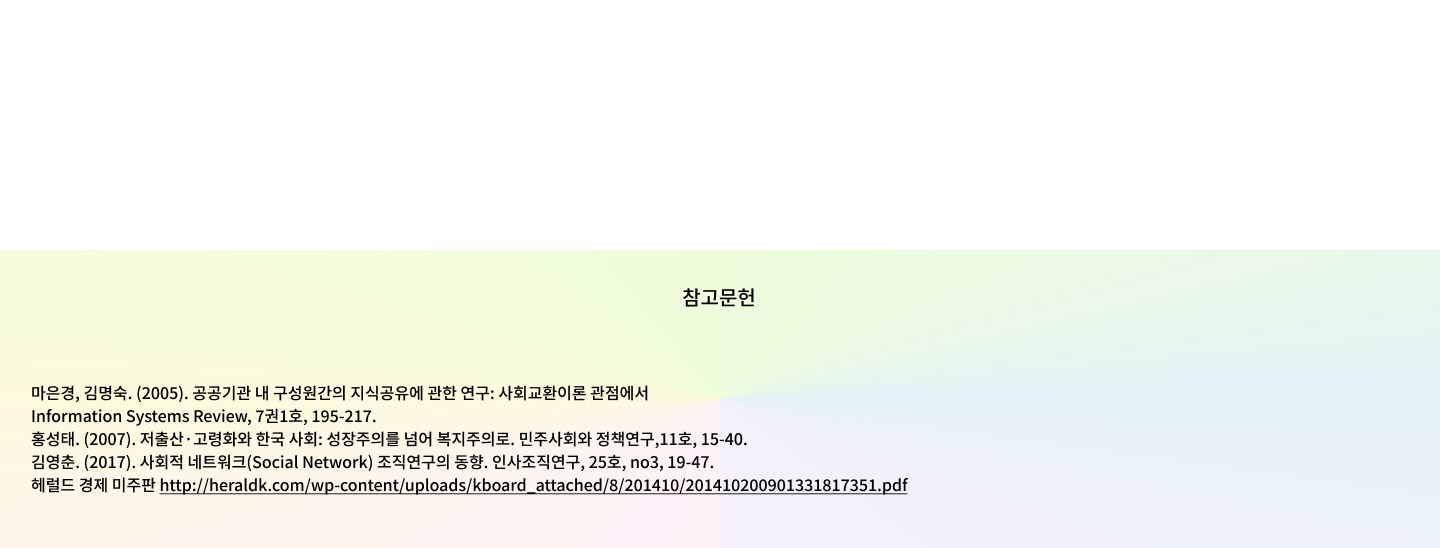 참고문헌
마은경, 김명숙. (2005). 공공기관 내 구성원간의 지식공유에 관한 연구: 사회교환이론 관점에서
Information Systems Review, 7권1호, 195-217.
홍성태. (2007). 저출산·고령화와 한국 사회: 성장주의를 넘어 복지주의로. 민주사회와 정책연구,11호, 15-40.
김영춘. (2017). 사회적 네트워크(Social Network) 조직연구의 동향. 인사조직연구, 25호, no3, 19-47.
헤럴드 경제 미주판 http://heraldk.com/wp-content/uploads/kboard_attached/8/201410/201410200901331817351.pdf